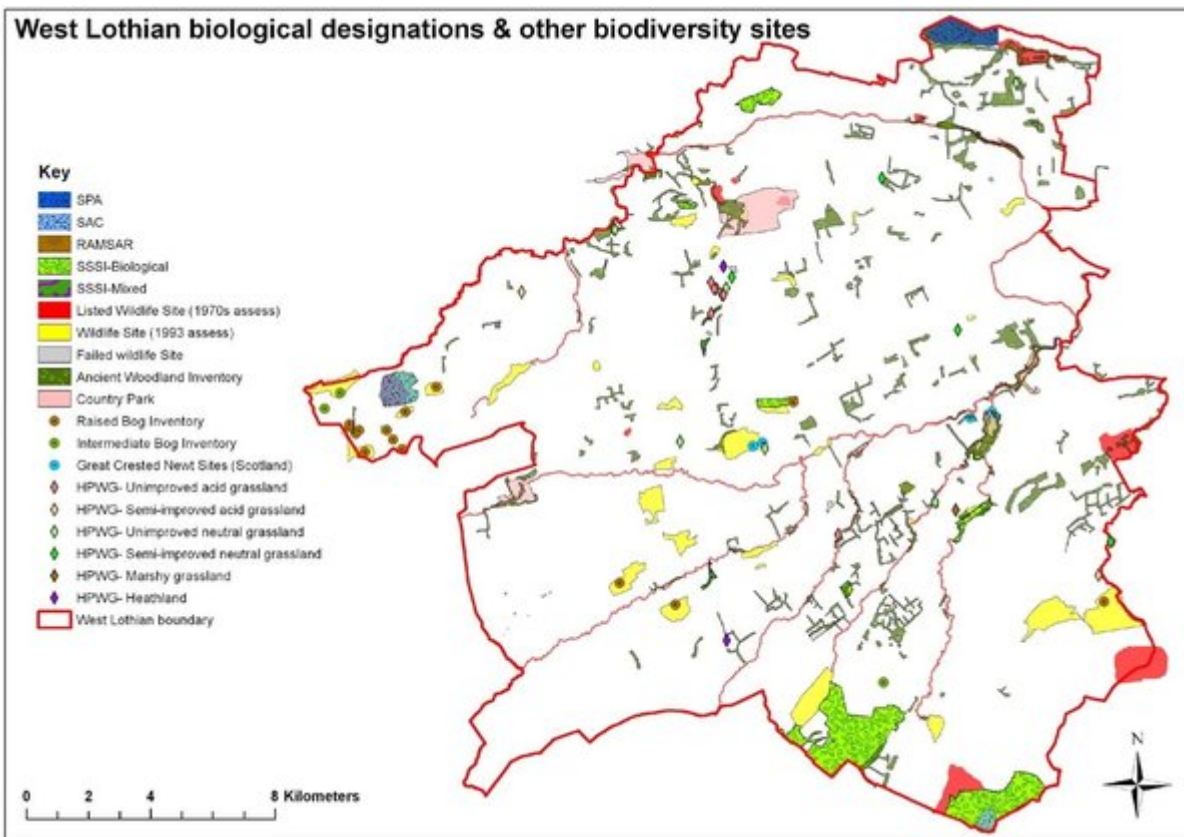 West Lothian biological designations & other biodiversity sites
Key
SPA
SAC
RAMSAR
SSSI-Biological
SSSI-Mixed
Listed Wildlife Site (1970s assess)
Wildlife Site (1993 assess)
Failed wildlife Site
Ancient Woodland Inventory
Country Park
Raised Bog Inventory
Intermediate Bog Inventory
Great Crested Newt Sites (Scotland)
HPWG- Unimproved acid grassland
HPWG- Semi-improved acid grassland
HPWG- Unimproved neutral grassland
HPWG- Semi-improved neutral grassland
HPWG- Marshy grassland
HPWG- Heathland
West Lothian boundary
N
0 2 4 8 Kilometers